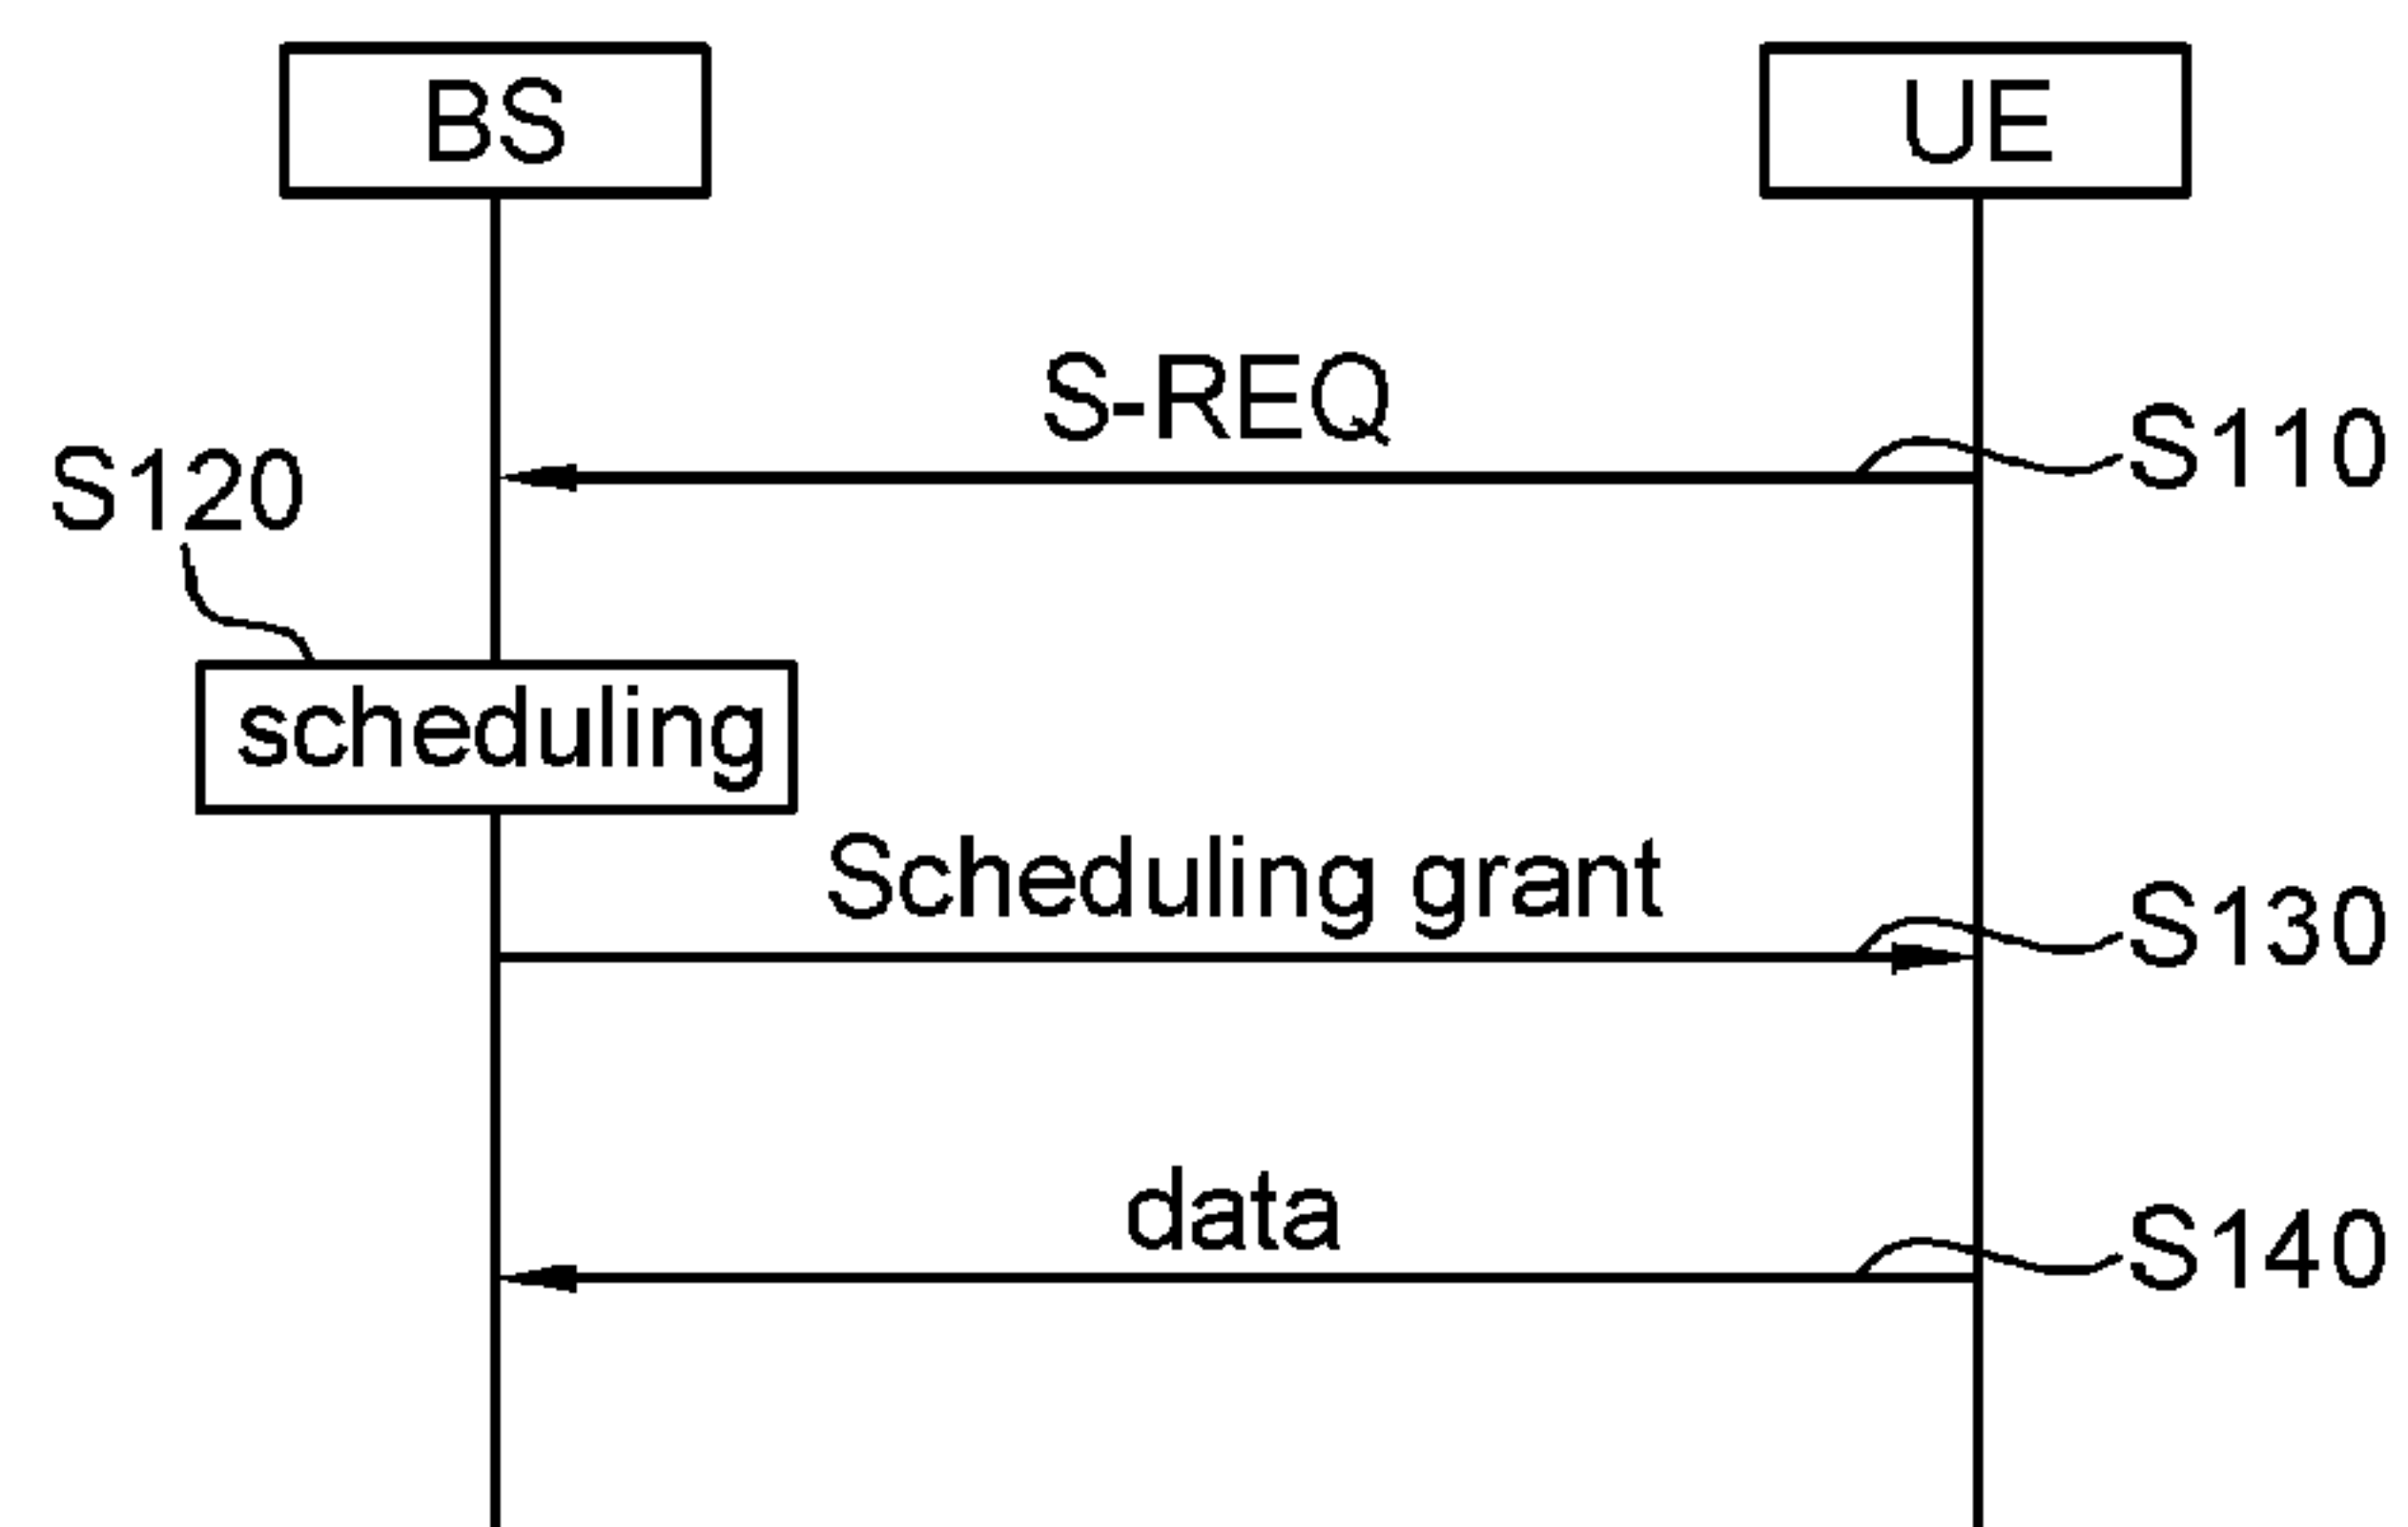 BS
UE
S-REQ
S110
S120
scheduling
Scheduling grant
S130
data
S140